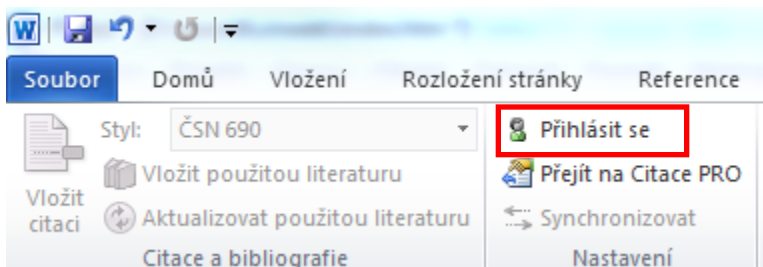 Soubor Domů Vložení Rozložení stránky Reference
Styl: ČSN 690
Vložit použitou literaturu
Aktualizovat použitou literaturu
Vložit
citaci
Citace a bibliografie
Přihlásit se
Přejít na Citace PRO
Synchronizovat
Nastavení